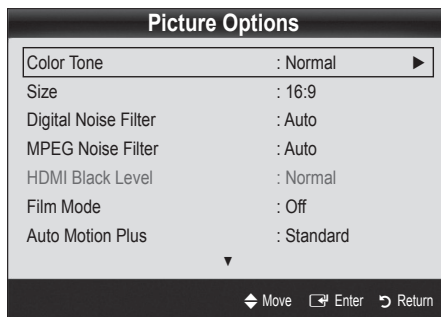 Picture Options
Color Tone : Normal ▶
Size : 16:9
Digital Noise Filter : Auto
MPEG Noise Filter : Auto
HDMI Black Level : Normal
Film Mode : Off
Auto Motion Plus : Standard
▼
Move Enter Return